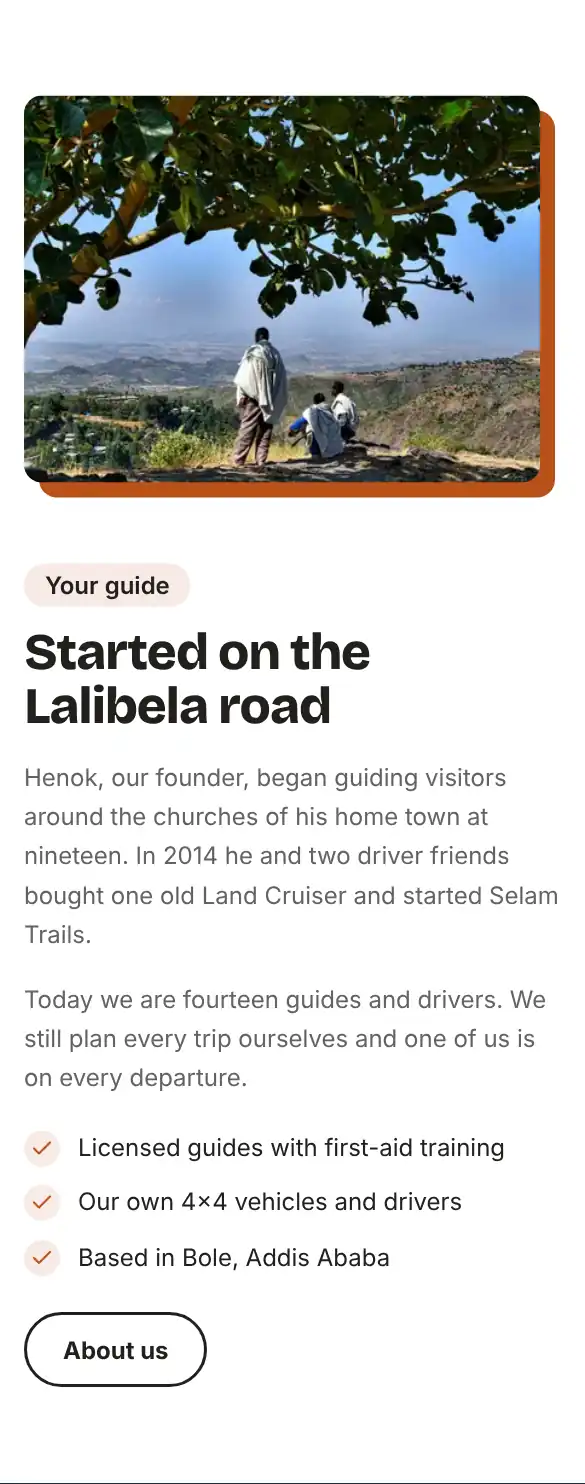 Your guide
Started on the
Lalibela road
Henok, our founder, began guiding visitors
around the churches of his home town at
nineteen. In 2014 he and two driver friends
bought one old Land Cruiser and started Selam
Trails.
Today we are fourteen guides and drivers. We
still plan every trip ourselves and one of us is
on every departure.
Licensed guides with first-aid training
Our own 4×4 vehicles and drivers
Based in Bole, Addis Ababa
About us